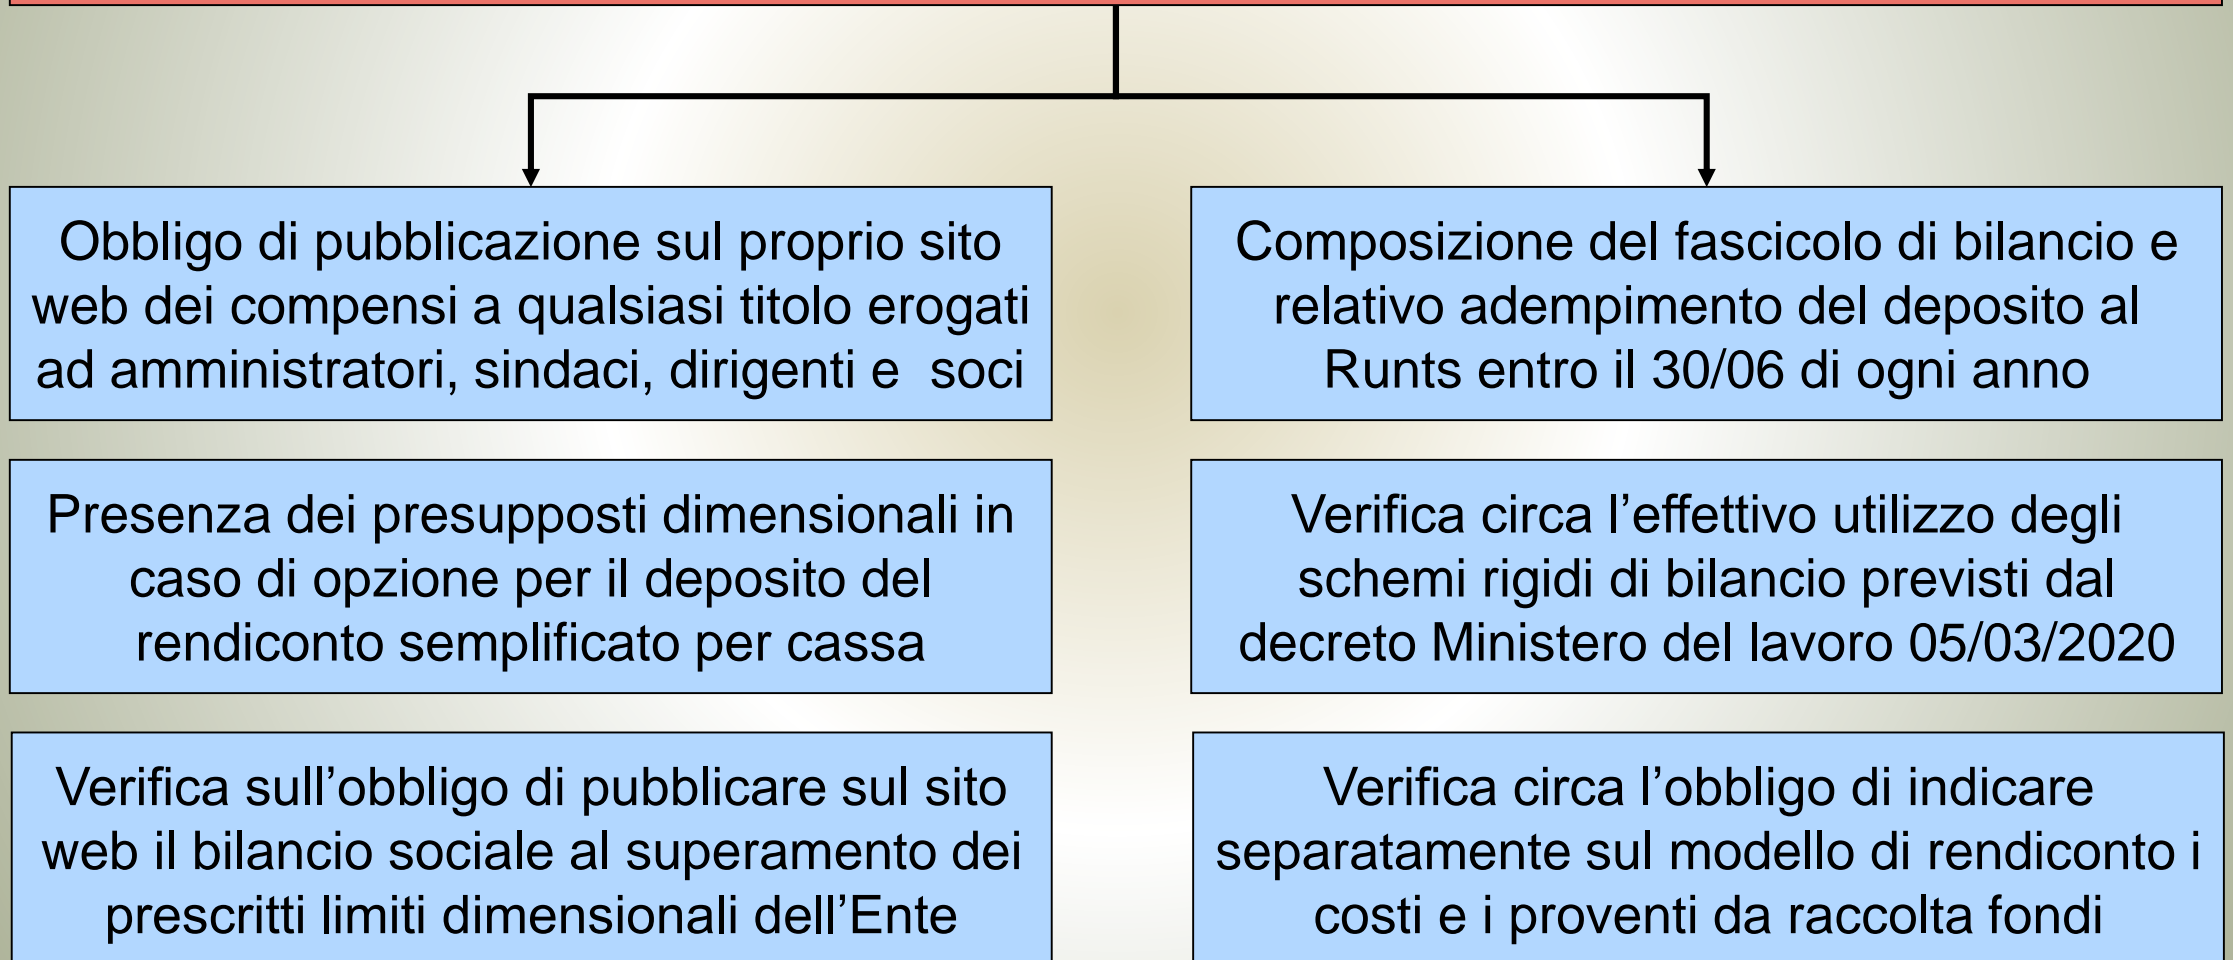 Obbligo di pubblicazione sul proprio sito
web dei compensi a qualsiasi titolo erogati
ad amministratori, sindaci, dirigenti e  soci
Composizione del fascicolo di bilancio e
relativo adempimento del deposito al
Runts entro il 30/06 di ogni anno
Presenza dei presupposti dimensionali in
caso di opzione per il deposito del
rendiconto semplificato per cassa
Verifica circa l’effettivo utilizzo degli
schemi rigidi di bilancio previsti dal
decreto Ministero del lavoro 05/03/2020
Verifica sull’obbligo di pubblicare sul sito
web il bilancio sociale al superamento dei
prescritti limiti dimensionali dell’Ente
Verifica circa l’obbligo di indicare
separatamente sul modello di rendiconto i
costi e i proventi da raccolta fondi